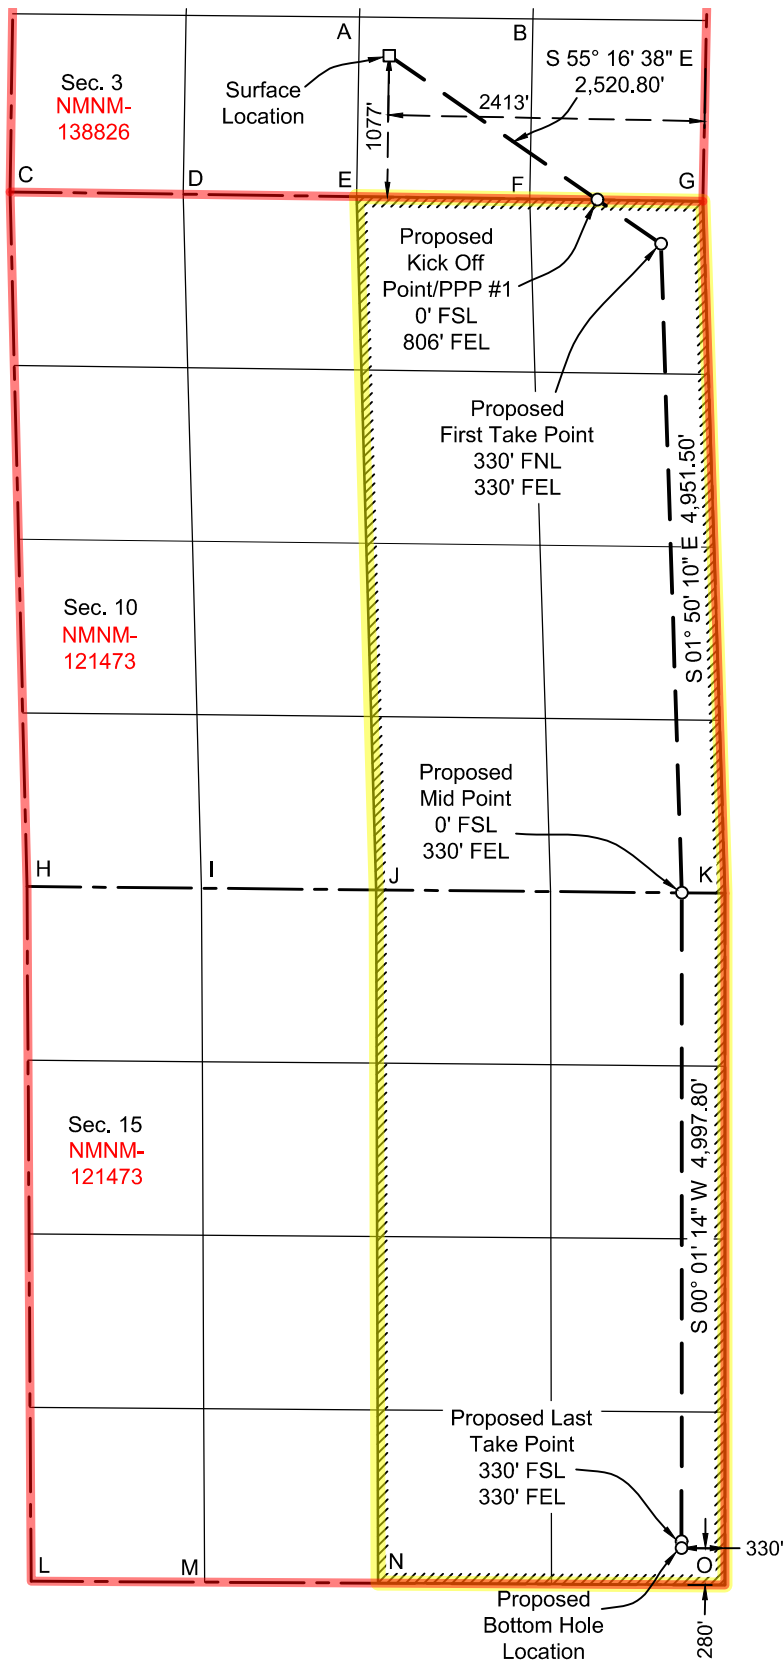 A
B
Sec. 3
NMNM-
138826
Surface
Location
1077'
2413'
S 55° 16' 38" E
2,520.80'
C
D
E
F
G
Proposed
Kick Off
Point/PPP #1
0' FSL
806' FEL
Proposed
First Take Point
330' FNL
330' FEL
S 01° 50' 10" E 4,951.50'
Sec. 10
NMNM-
121473
Proposed
Mid Point
0' FSL
330' FEL
H
I
J
K
Sec. 15
NMNM-
121473
S 00° 01' 14" W 4,997.80'
Proposed Last
Take Point
330' FSL
330' FEL
330'
L
M
N
O
Proposed
Bottom Hole
Location
280'